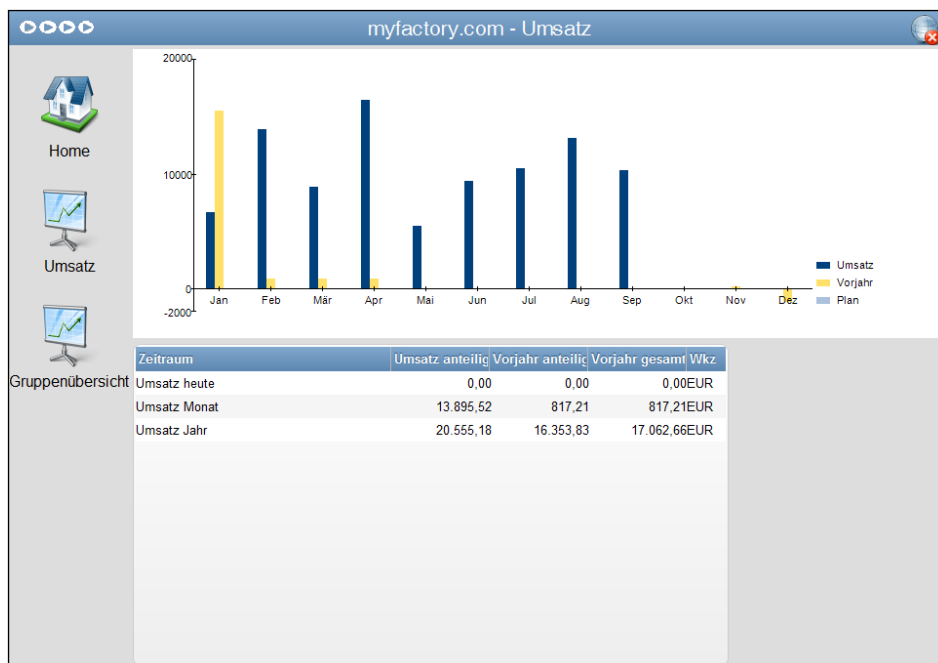 myfactory.com - Umsatz
Home
Umsatz
Gruppenübersicht
20000
10000
0
-2000
Jan Feb Mär Apr Mai Jun Jul Aug Sep Okt Nov Dez
Umsatz
Vorjahr
Plan
Zeitraum Umsatz anteilig Vorjahr anteilig Vorjahr gesamt Wkz
Umsatz heute 0,00 0,00 0,00EUR
Umsatz Monat 13.895,52 817,21 817,21EUR
Umsatz Jahr 20.555,18 16.353,83 17.062,66EUR